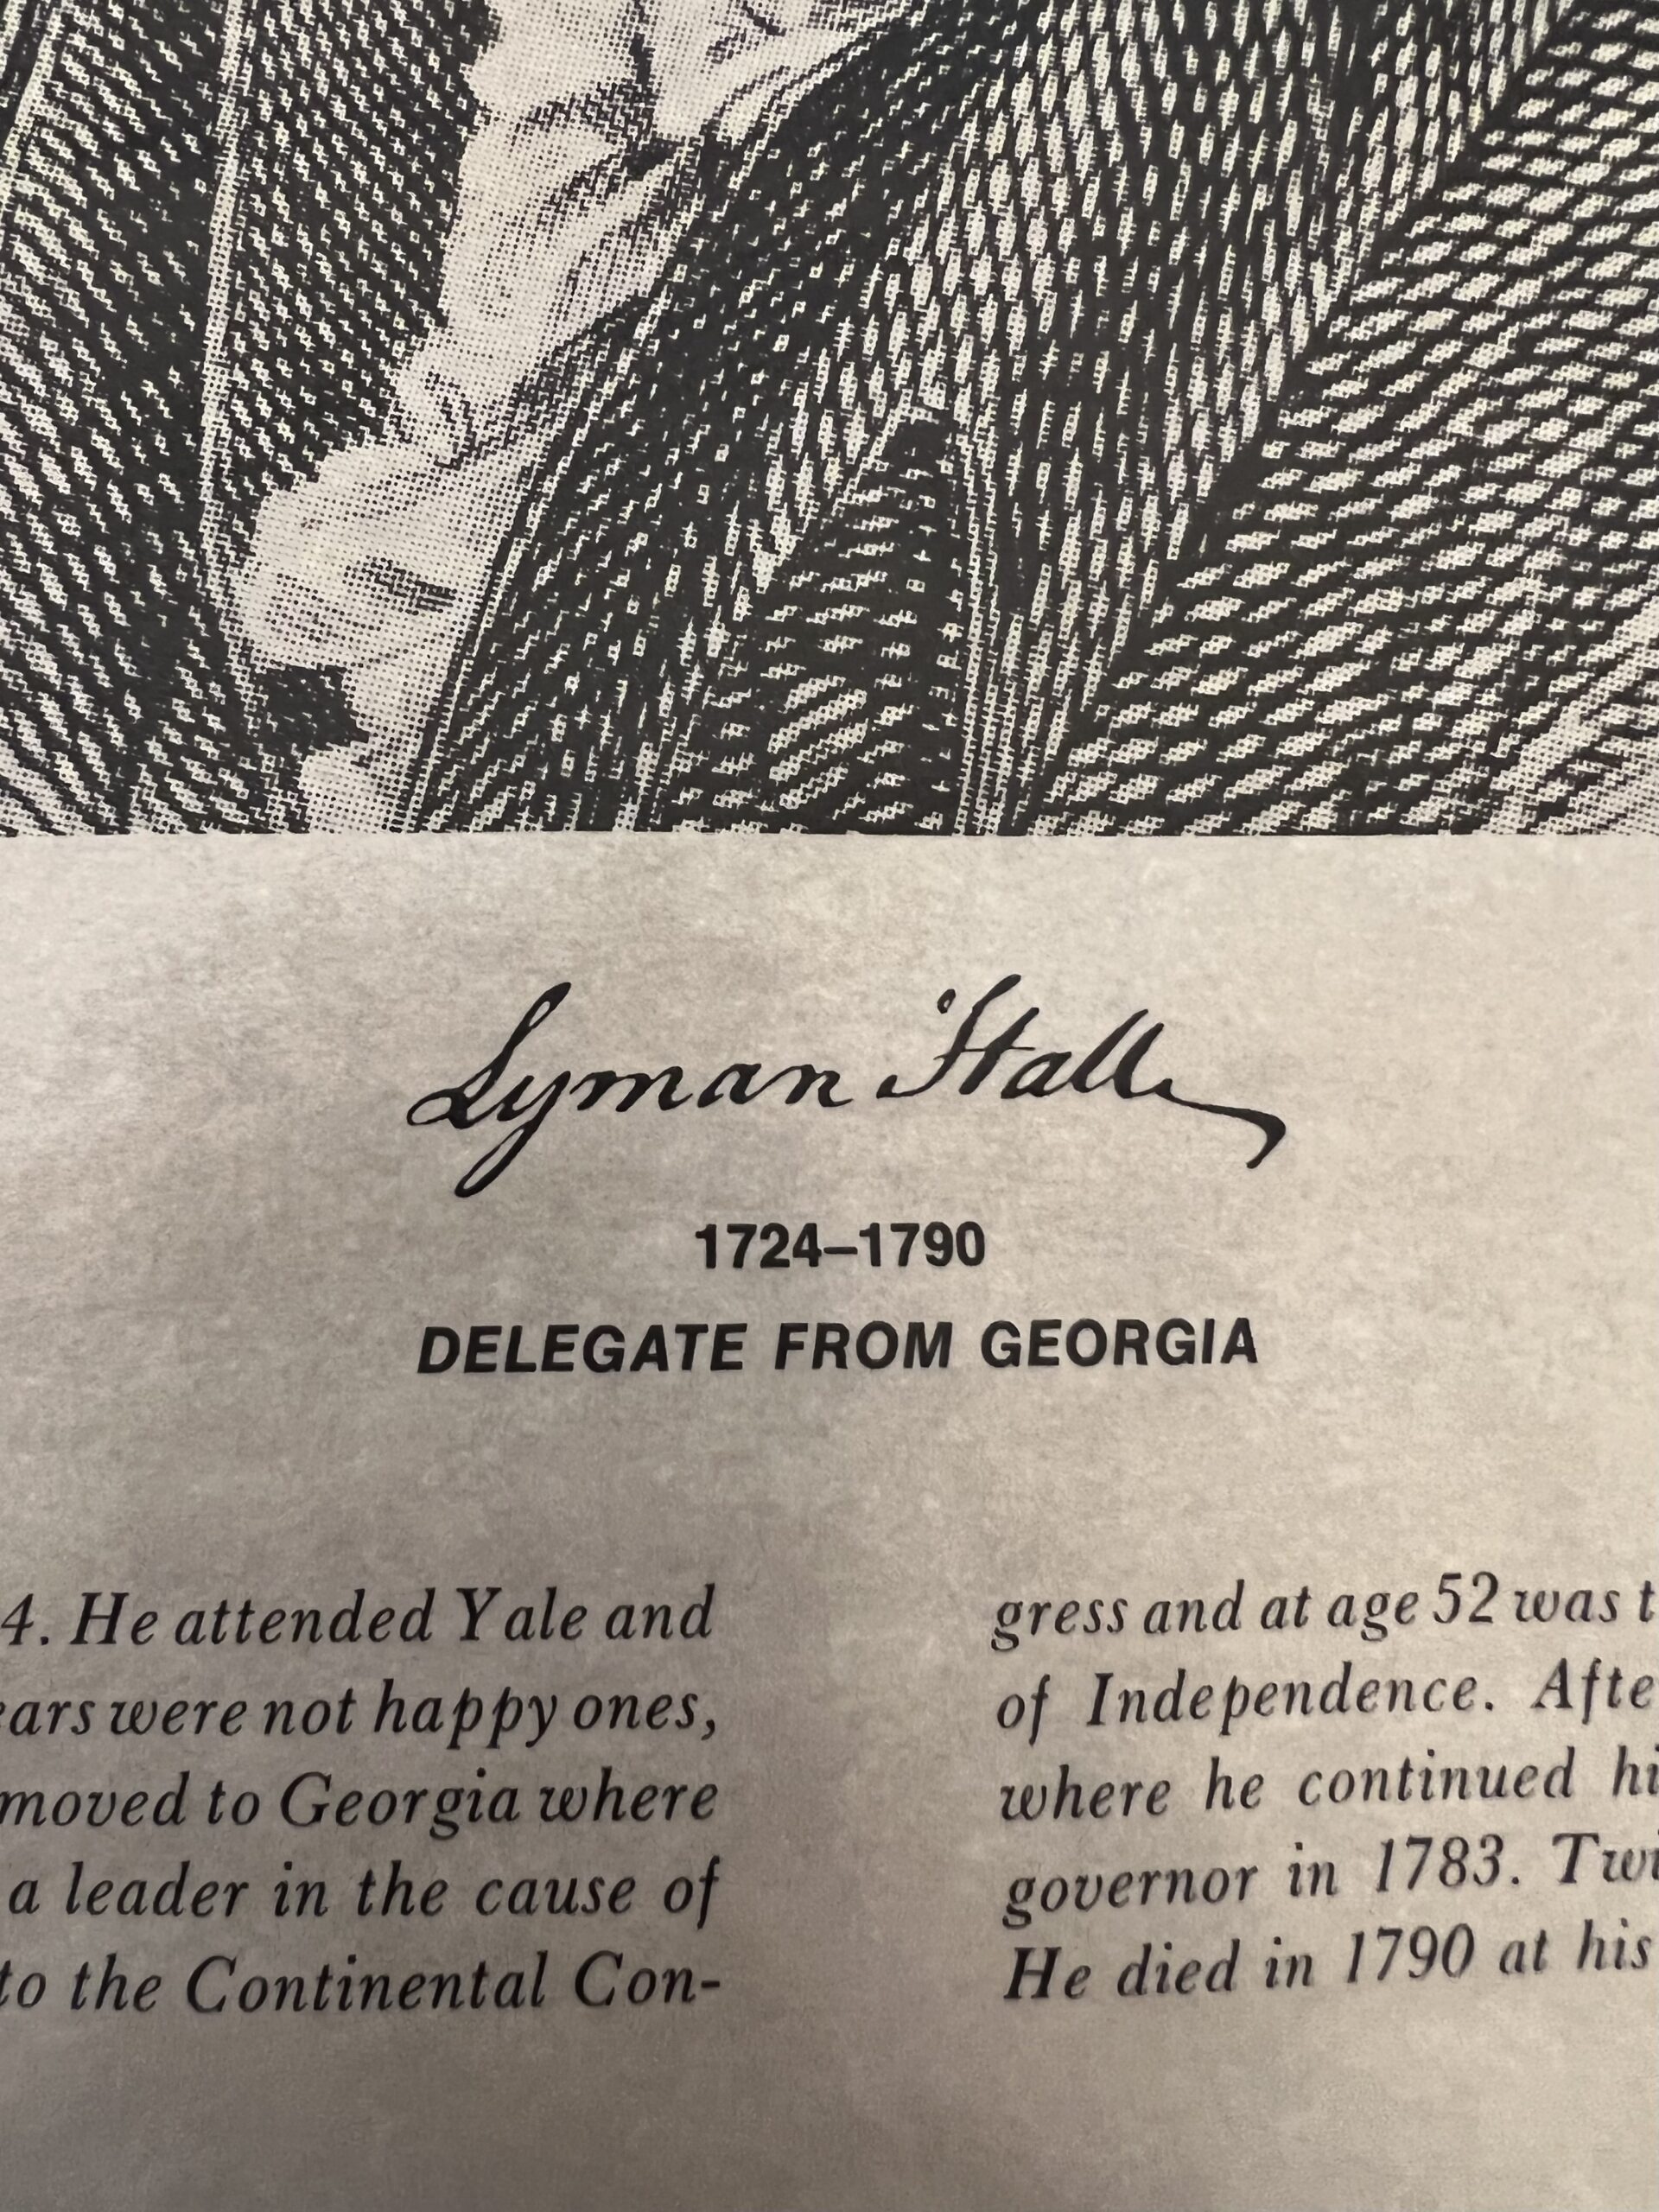 Lyman Hall
1724–1790
DELEGATE FROM GEORGIA
4. He attended Yale and
were not happy ones,
moved to Georgia where
a leader in the cause of
to the Continental Con-
gress and at age 52 was
of Independence.
where he continued
governor in 1783.
He died in 1790 at his